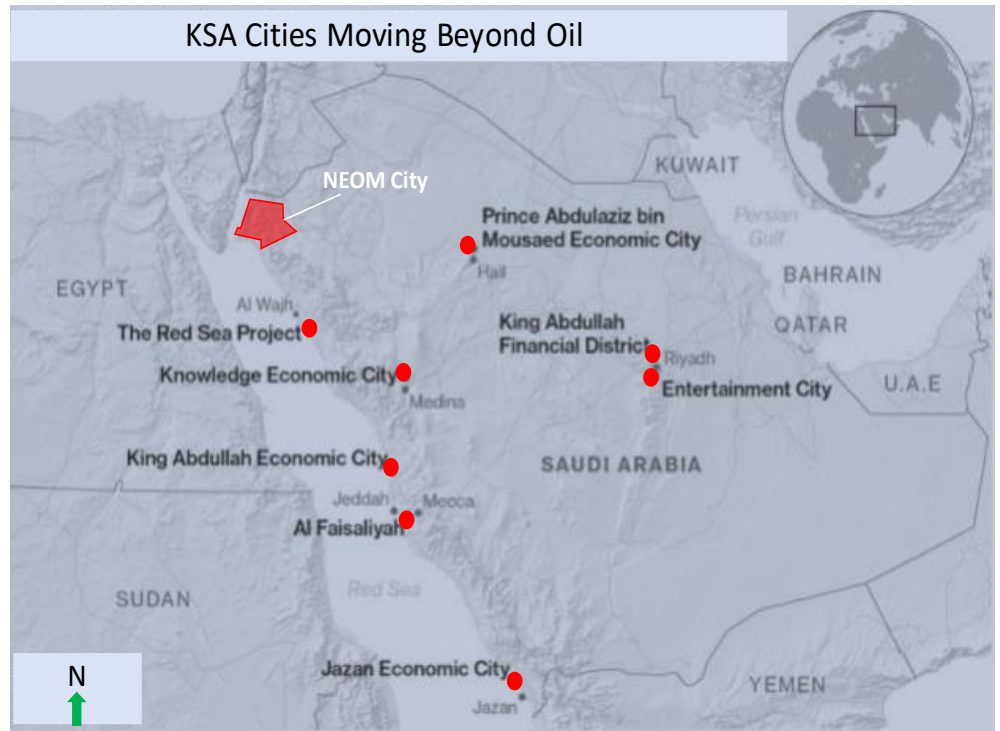 KSA Cities Moving Beyond Oil
KUWAIT
NEOM City
Prince Abdulaziz bin
Mousaed Economic City
Persian
Gulf
Hail
BAHRAIN
EGYPT
Al Wajh
The Red Sea Project
King Abdullah
Financial District
QATAR
Riyadh
Knowledge Economic City
Medina
Entertainment City
U.A.E
King Abdullah Economic City
SAUDI ARABIA
Jeddah
Mecca
Al Faisaliyah
Red Sea
SUDAN
Jazan Economic City
Jazan
YEMEN
N